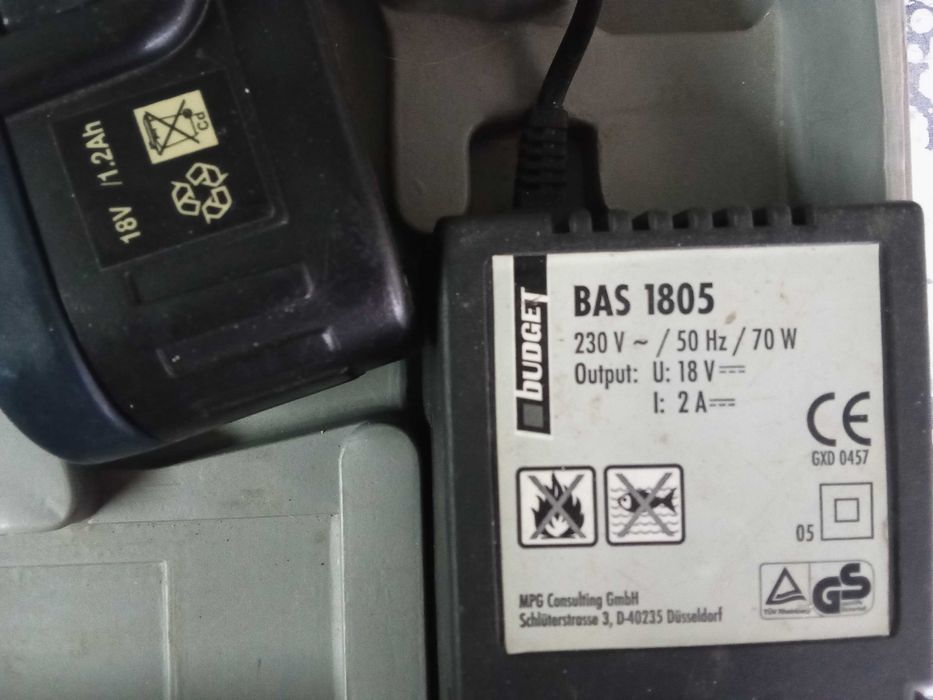 18V /1.2Ah
Cd
bUDGET
BAS 1805
230 V ~ / 50 Hz / 70 W
Output: U: 18 V
I: 2 A
CE
GXD 0457
05
TÜV Rheinland
GS
MPG Consulting GmbH
Schlüterstrasse 3, D-40235 Düsseldorf